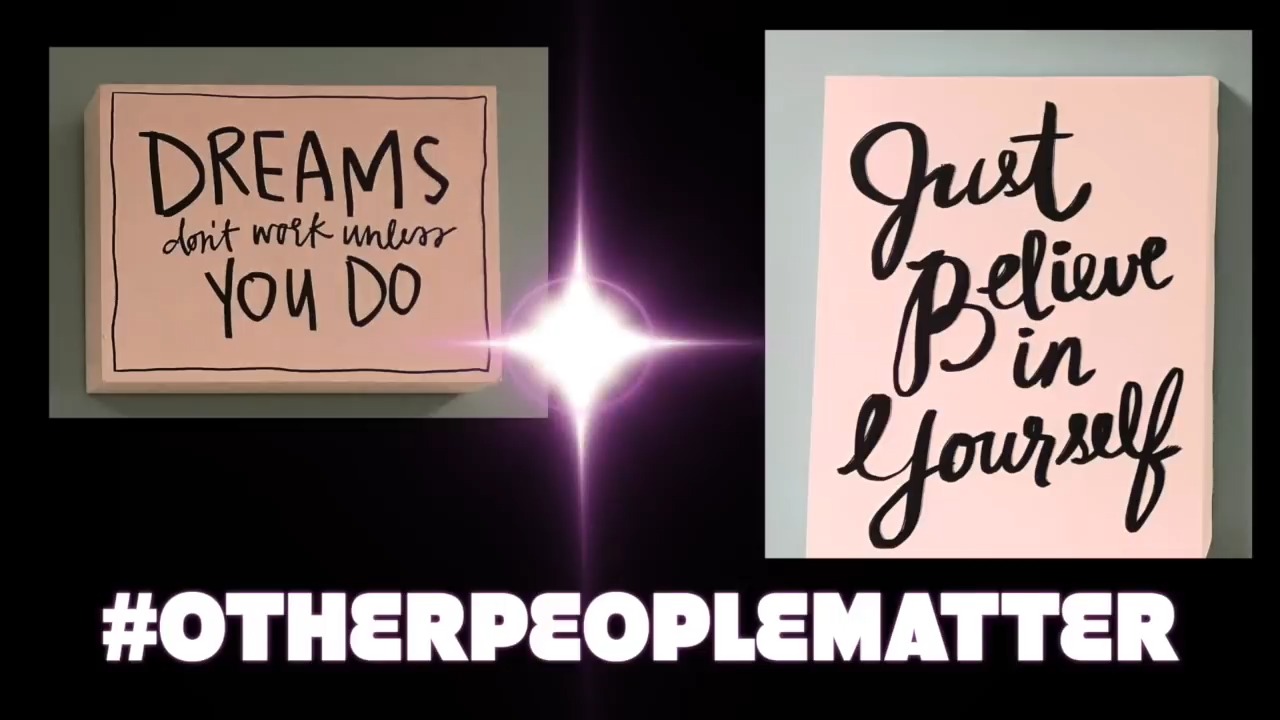 DREAMS
don't work unless
YOU DO
Just
Believe
in
Yourself
#OTHERPEOPLEMATTER